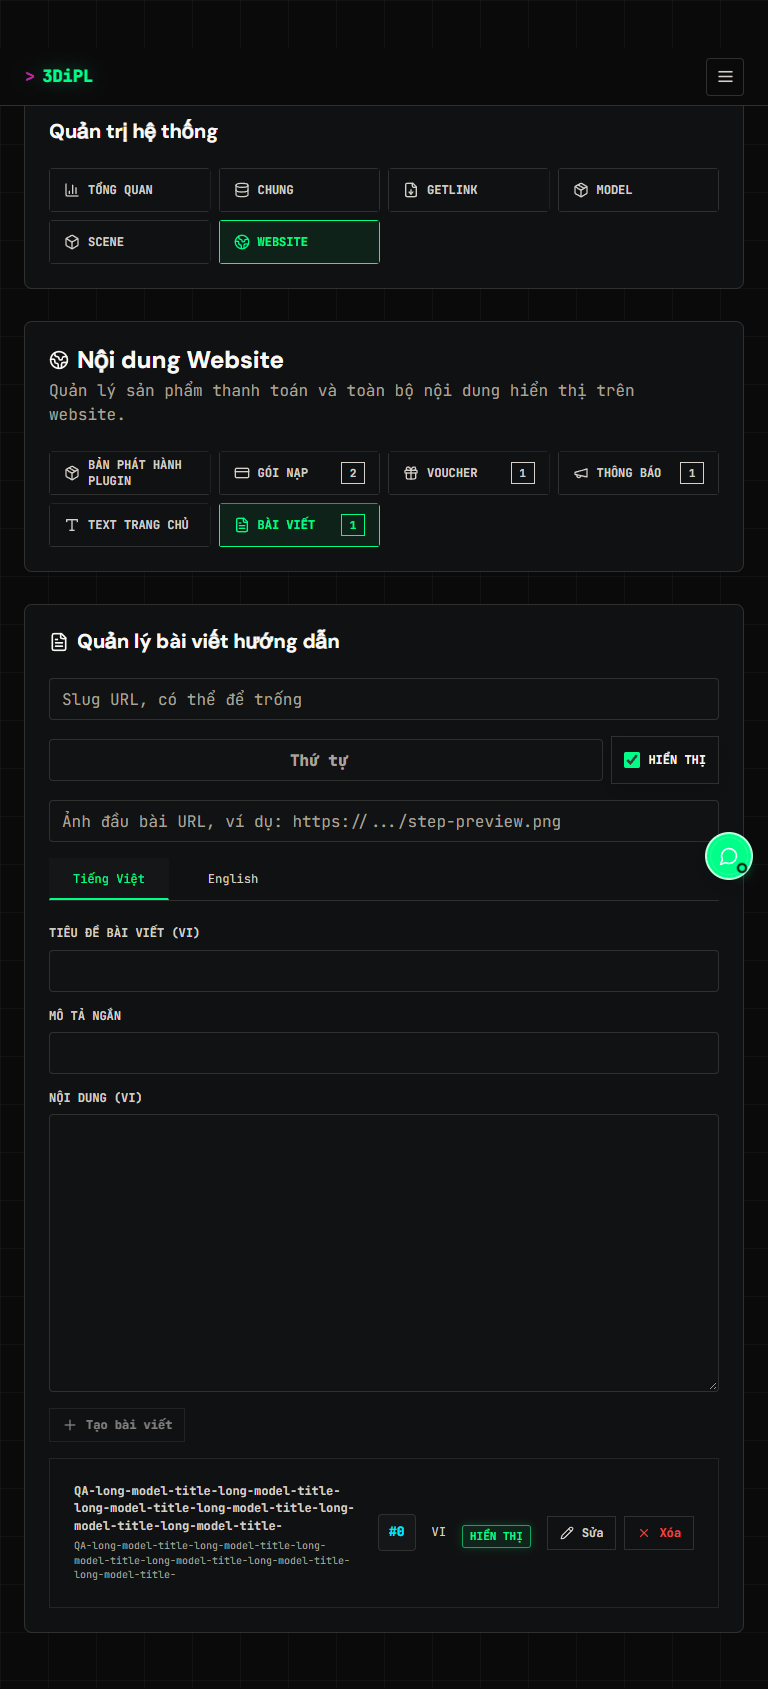 > 3DiPL
Quản trị hệ thống
TỔNG QUAN
CHUNG
GETLINK
MODEL
SCENE
WEBSITE
Nội dung Website
Quản lý sản phẩm thanh toán và toàn bộ nội dung hiển thị trên
website.
BẢN PHÁT HÀNH
PLUGIN
GÓI NẠP 2
VOUCHER 1
THÔNG BÁO 1
TEXT TRANG CHỦ
BÀI VIẾT 1
Quản lý bài viết hướng dẫn
Slug URL, có thể để trống
Thứ tự
HIỂN THỊ
Ảnh đầu bài URL, ví dụ: https://.../step-preview.png
Tiếng Việt
English
TIÊU ĐỀ BÀI VIẾT (VI)
MÔ TẢ NGẮN
NỘI DUNG (VI)
+ Tạo bài viết
QA-long-model-title-long-model-title-
long-model-title-long-model-title-long-
model-title-long-model-title-
QA-long-model-title-long-model-title-long-
model-title-long-model-title-long-model-title-
long-model-title-
#0
VI
HIỂN THỊ
Sửa
Xóa